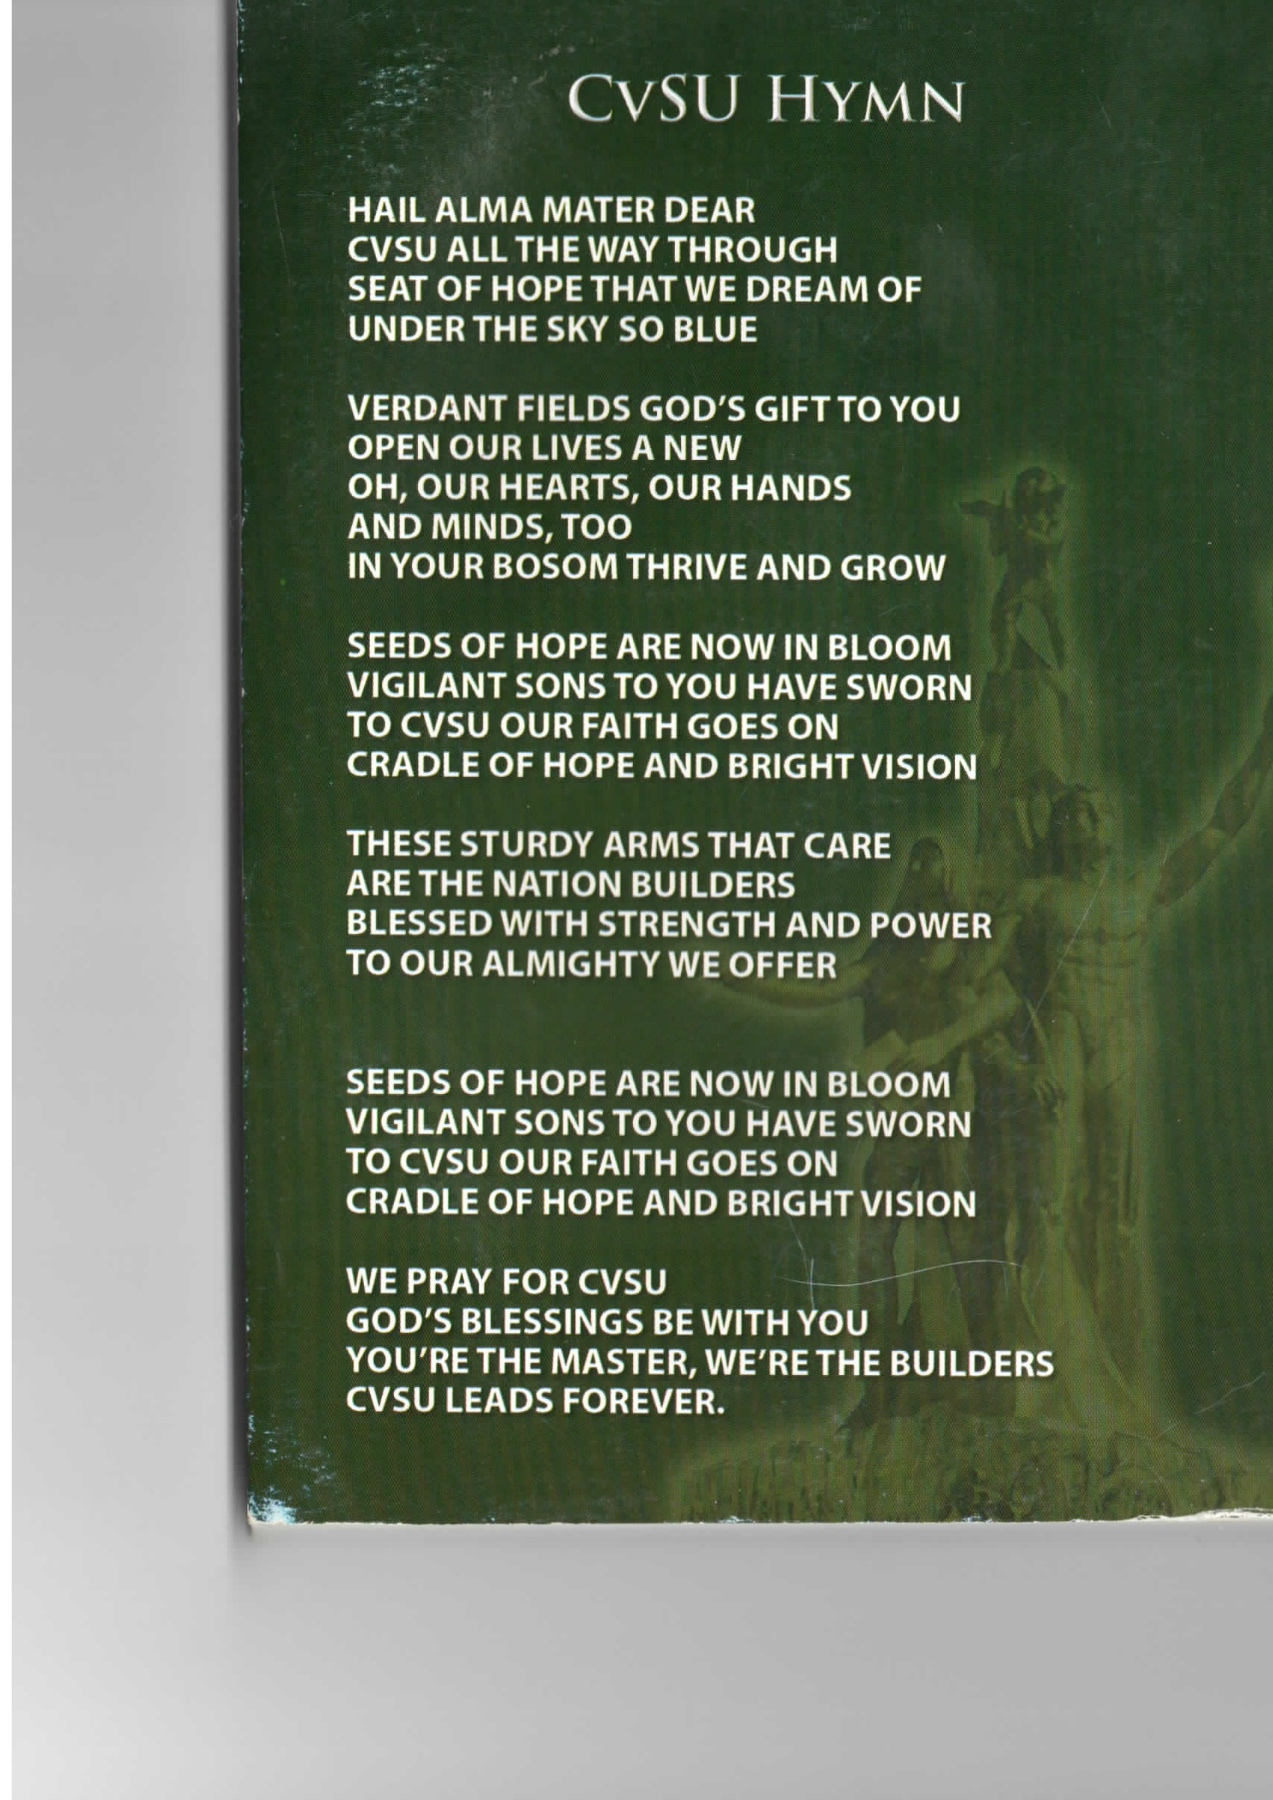 CvSU Hymn
HAIL ALMA MATER DEAR
CVSU ALL THE WAY THROUGH
SEAT OF HOPE THAT WE DREAM OF
UNDER THE SKY SO BLUE
VERDANT FIELDS GOD'S GIFT TO YOU
OPEN OUR LIVES A NEW
OH, OUR HEARTS, OUR HANDS
AND MINDS, TOO
IN YOUR BOSOM THRIVE AND GROW
SEEDS OF HOPE ARE NOW IN BLOOM
VIGILANT SONS TO YOU HAVE SWORN
TO CVSU OUR FAITH GOES ON
CRADLE OF HOPE AND BRIGHT VISION
THESE STURDY ARMS THAT CARE
ARE THE NATION BUILDERS
BLESSED WITH STRENGTH AND POWER
TO OUR ALMIGHTY WE OFFER
SEEDS OF HOPE ARE NOW IN BLOOM
VIGILANT SONS TO YOU HAVE SWORN
TO CVSU OUR FAITH GOES ON
CRADLE OF HOPE AND BRIGHT VISION
WE PRAY FOR CVSU
GOD'S BLESSINGS BE WITH YOU
YOU'RE THE MASTER, WE'RE THE BUILDERS
CVSU LEADS FOREVER.